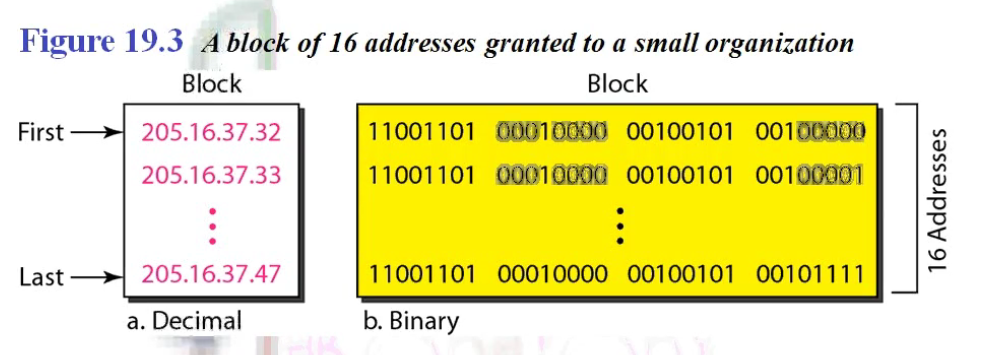 Figure 19.3 A block of 16 addresses granted to a small organization
Block Block
First 205.16.37.32 11001101 00010000 00100101 00100000
205.16.37.33 11001101 00010000 00100101 00100001
Last 205.16.37.47 11001101 00010000 00100101 00101111
16 Addresses
a. Decimal b. Binary